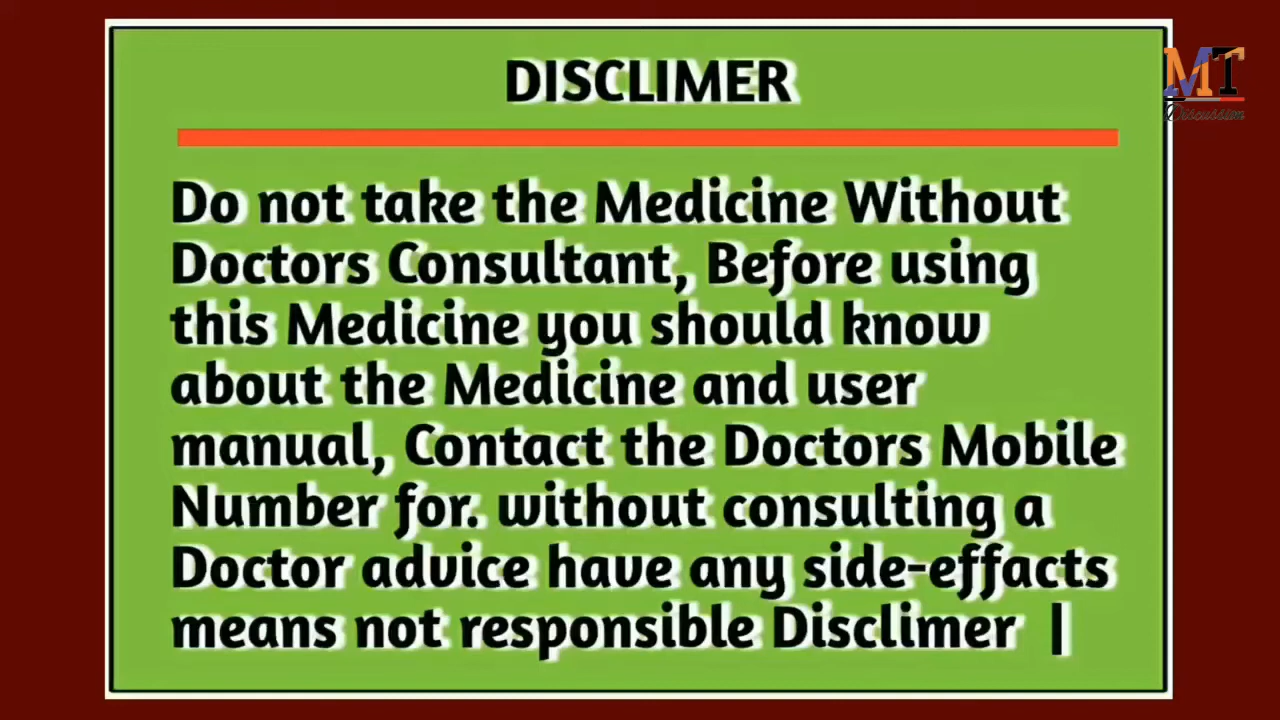 DISCLIMER
MT
Discussion
Do not take the Medicine Without
Doctors Consultant, Before using
this Medicine you should know
about the Medicine and user
manual, Contact the Doctors Mobile
Number for. without consulting a
Doctor advice have any side-effacts
means not responsible Disclimer |